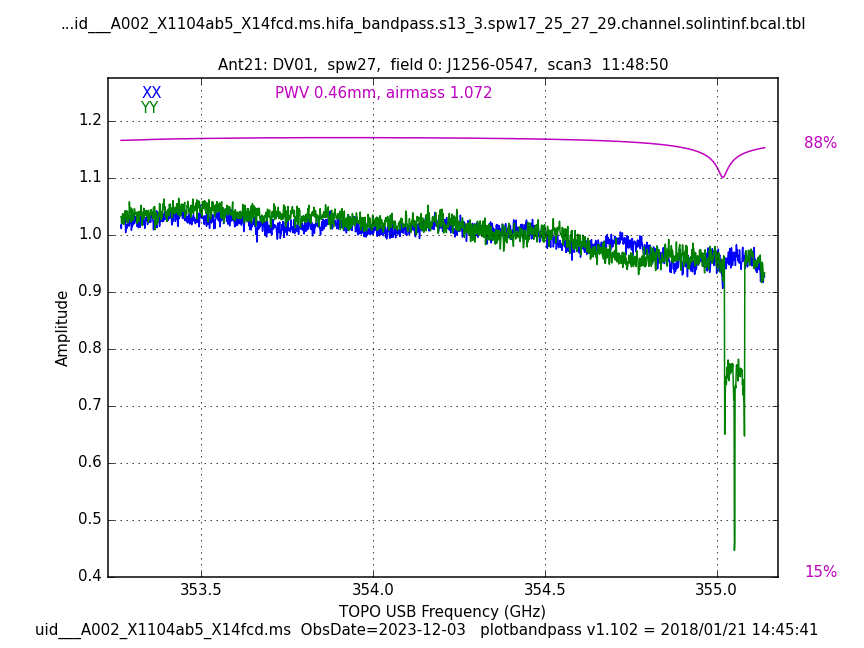 ...id___A002_X1104ab5_X14fcd.ms.hifa_bandpass.s13_3.spw17_25_27_29.channel.solintinf.bcal.tbl
Ant21: DV01,  spw27,  field 0: J1256-0547,  scan3  11:48:50
XX
PWV 0.46mm, airmass 1.072
YY
1.2
88%
1.1
1.0
0.9
Amplitude
0.8
0.7
0.6
0.5
15%
0.4
353.5
354.0
354.5
355.0
TOPO USB Frequency (GHz)
uid___A002_X1104ab5_X14fcd.ms  ObsDate=2023-12-03   plotbandpass v1.102 = 2018/01/21 14:45:41